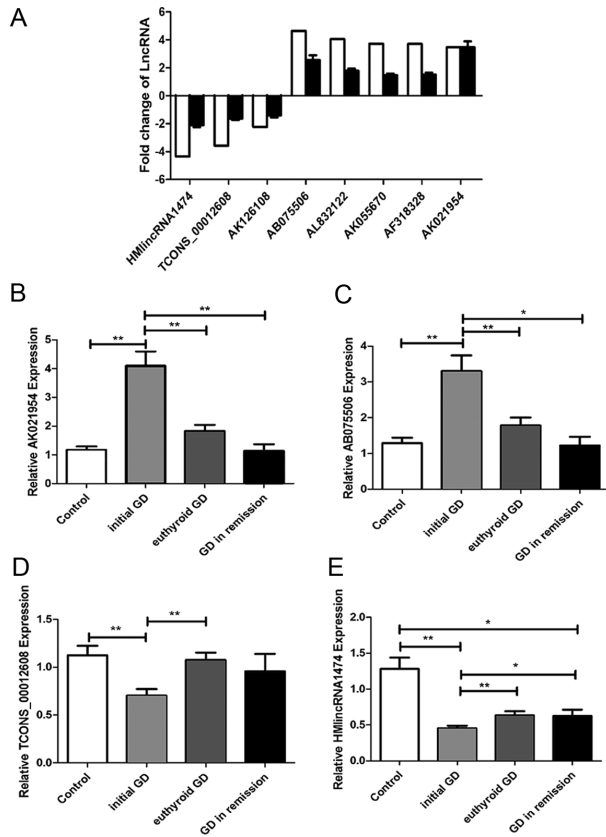 A
Fold change of LncRNA
6
4
2
0
-2
-4
-6
HMlincRNA1474
TCONS_00012608
AK126108
AB075506
AL832122
AK055670
AF318328
AK021954
B
Relative AK021954 Expression
5
4
3
2
1
0
**
**
**
Control
initial GD
euthyroid GD
GD in remission
C
Relative AB075506 Expression
4
3
2
1
0
**
**
*
Control
initial GD
euthyroid GD
GD in remission
D
Relative TCONS_00012608 Expression
1.5
1.0
0.5
0.0
**
**
Control
initial GD
euthyroid GD
GD in remission
E
Relative HMlincRNA1474 Expression
2.0
1.5
1.0
0.5
0.0
*
**
*
**
Control
initial GD
euthyroid GD
GD in remission